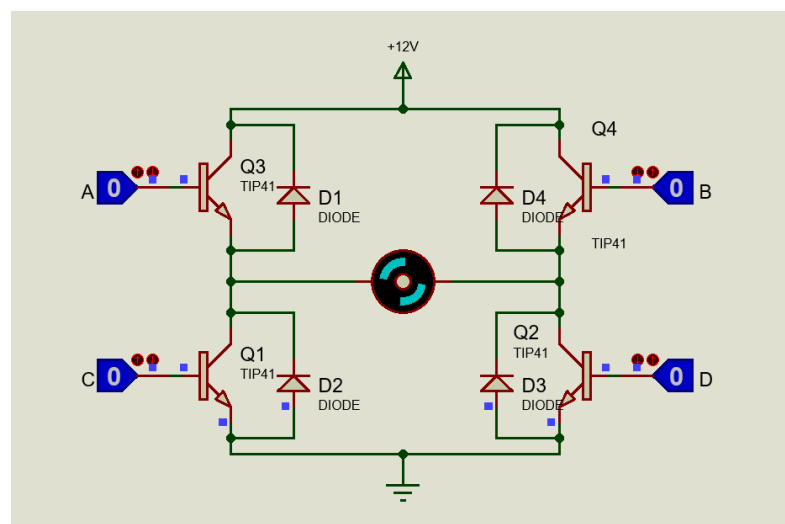 +12V
Q4
Q3
A
0
TIP41
D1
DIODE
D4
DIODE
0
B
TIP41
Q2
Q1
TIP41
C
0
TIP41
D2
DIODE
D3
DIODE
0
D